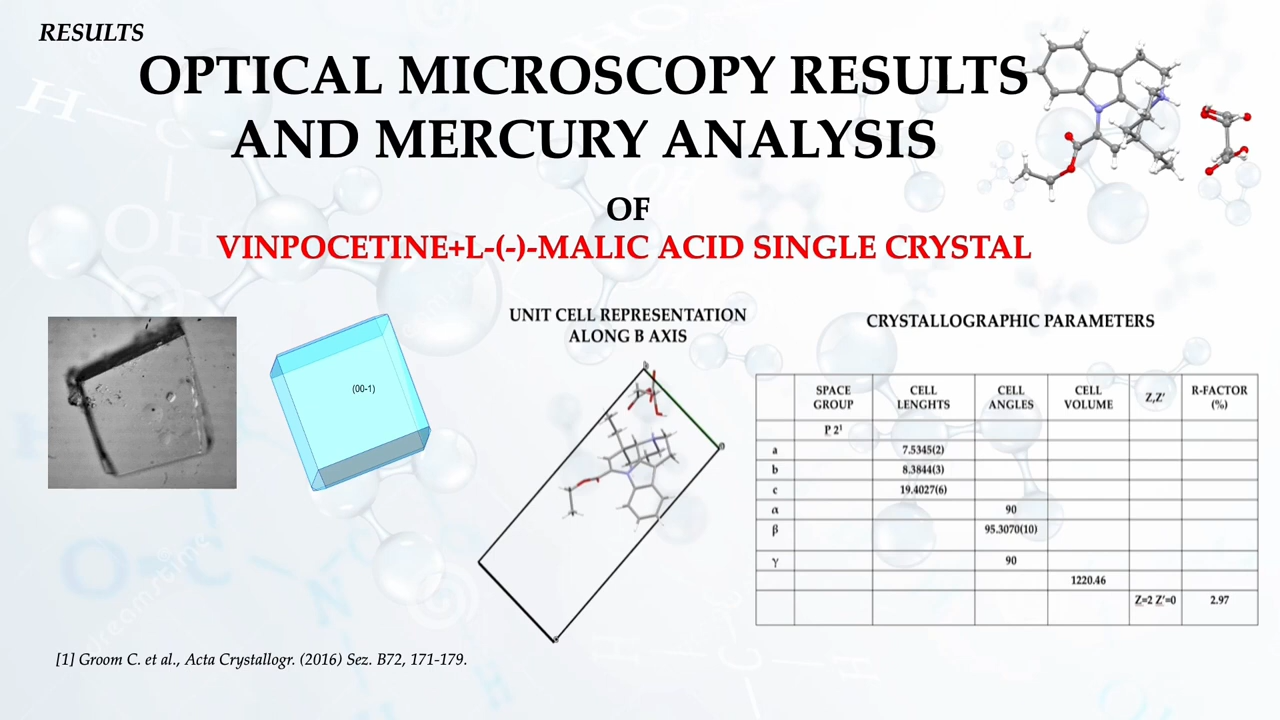 RESULTS
OPTICAL MICROSCOPY RESULTS
AND MERCURY ANALYSIS
OF
VINPOCETINE+L-(-)-MALIC ACID SINGLE CRYSTAL
(00-1)
UNIT CELL REPRESENTATION
ALONG B AXIS
CRYSTALLOGRAPHIC PARAMETERS
SPACE GROUP CELL LENGHTS CELL ANGLES CELL VOLUME Z,Z' R-FACTOR (%)
P 2¹
a 7.5345(2)
b 8.3844(3)
c 19.4027(6)
α 90
β 95.3070(10)
γ 90
1220.46
Z=2 Z'=0 2.97
[1] Groom C. et al., Acta Crystallogr. (2016) Sez. B72, 171-179.